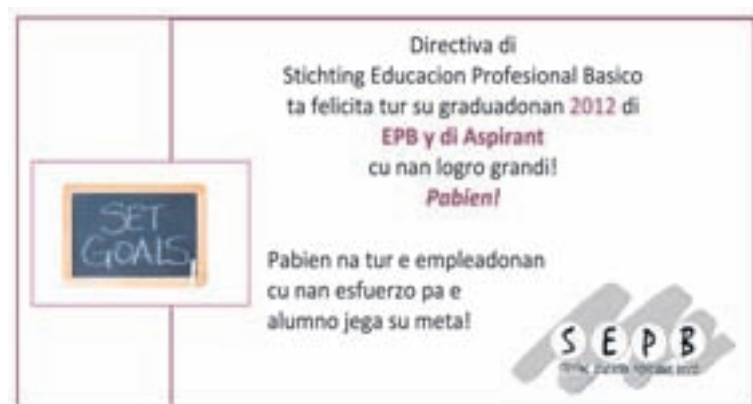 Directiva di
Stichting Educacion Profesional Basico
ta felicita tur su graduadonan 2012 di
EPB y di Aspirant
cu nan logro grandi!
Pabien!
SET
GOALS
Pabien na tur e empleadonan
cu nan esfuerzo pa e
alumno jega su meta!
S E P B